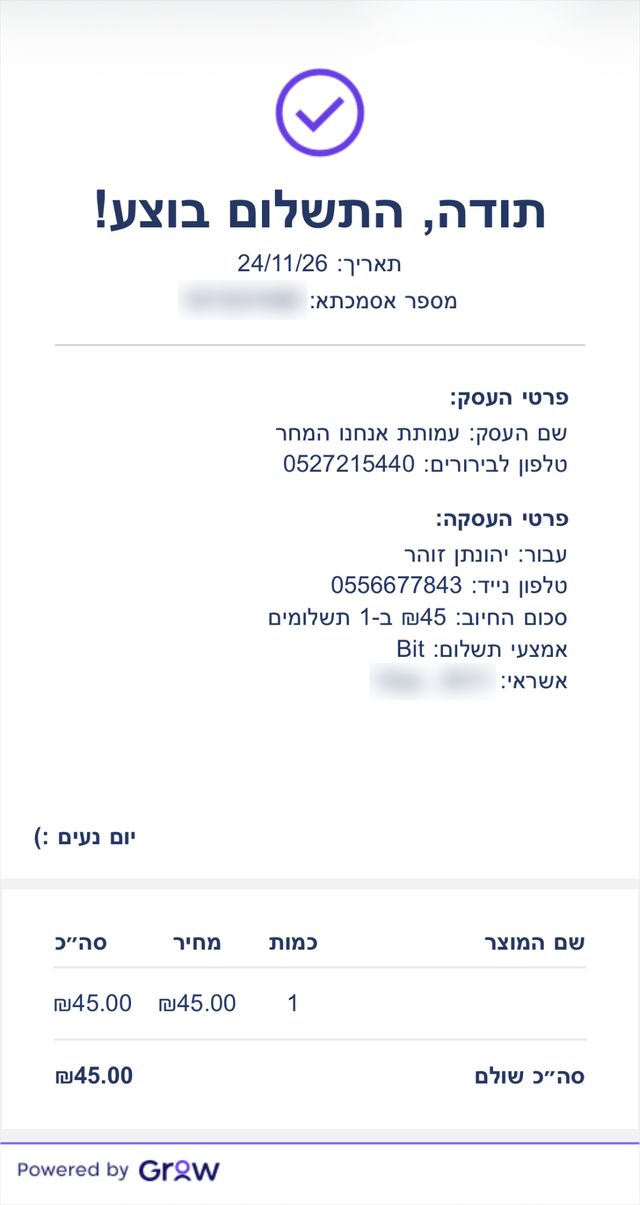 תודה, התשלום בוצע!
תאריך: 24/11/26
מספר אסמכתא:
פרטי העסק:
שם העסק: עמותת אנחנו המחר
טלפון לבירורים: 0527215440
פרטי העסקה:
עבור: יהונתן זוהר
טלפון נייד: 0556677843
סכום החיוב: ₪45 ב-1 תשלומים
אמצעי תשלום: Bit
אשראי:
יום נעים :)
שם המוצר כמות מחיר סה״כ
1 ₪45.00 ₪45.00
סה״כ שולם ₪45.00
Powered by Grow